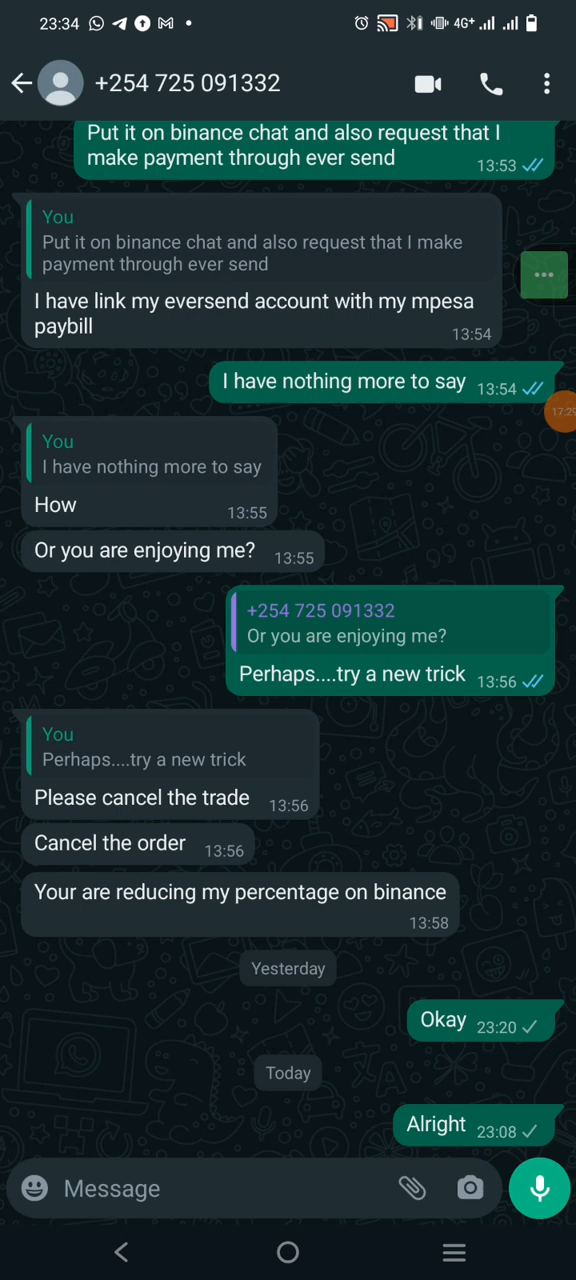 23:34
4G+
+254 725 091332
Put it on binance chat and also request that I
make payment through ever send
13:53
You
Put it on binance chat and also request that I make
payment through ever send
I have link my eversend account with my mpesa
paybill
13:54
I have nothing more to say 13:54
You
I have nothing more to say
How 13:55
Or you are enjoying me? 13:55
+254 725 091332
Or you are enjoying me?
Perhaps....try a new trick 13:56
You
Perhaps....try a new trick
Please cancel the trade 13:56
Cancel the order 13:56
Your are reducing my percentage on binance
13:58
Yesterday
Okay 23:20
Today
Alright 23:08
Message
17:29